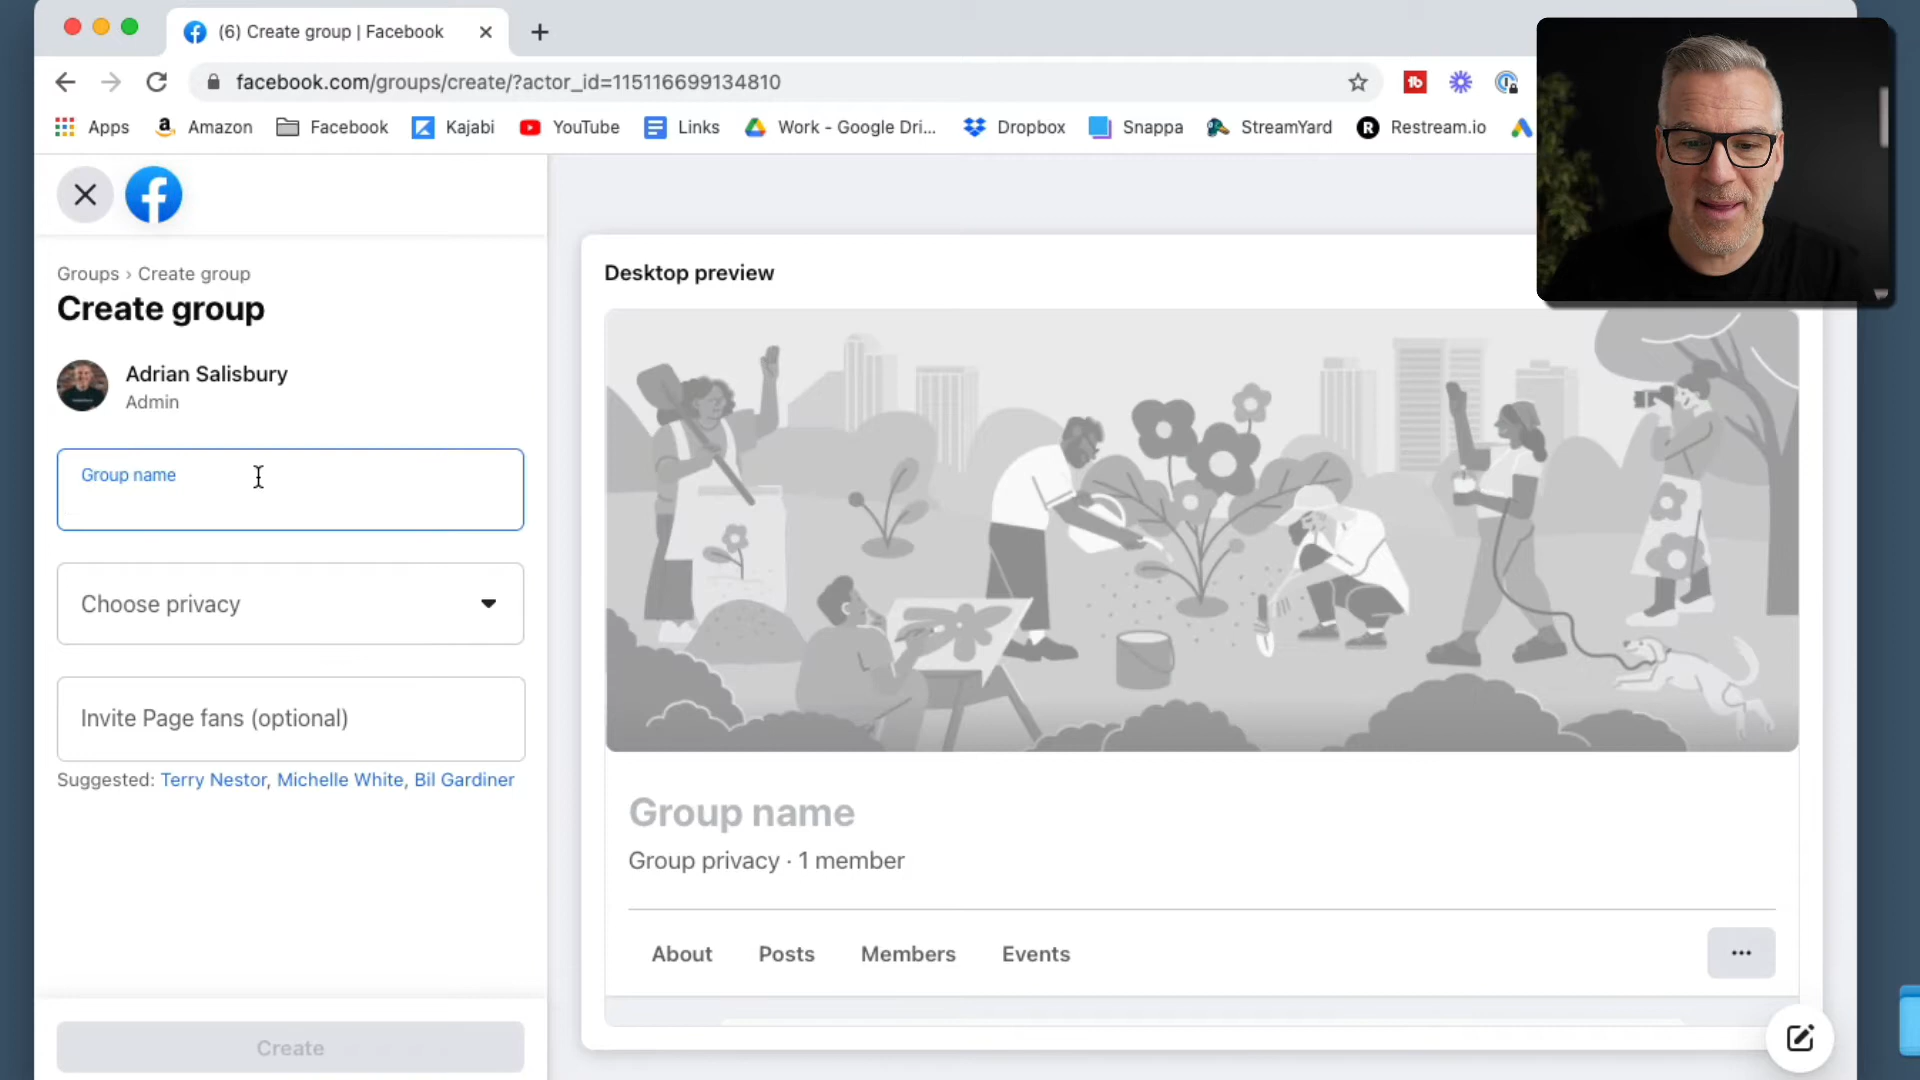 (6) Create group | Facebook
facebook.com/groups/create/?actor_id=115116699134810
Apps Amazon Facebook Kajabi YouTube Links Work - Google Dri... Dropbox Snappa StreamYard Restream.io
Groups › Create group
Create group
Adrian Salisbury
Admin
Group name
Choose privacy
Invite Page fans (optional)
Suggested: Terry Nestor, Michelle White, Bil Gardiner
Create
Desktop preview
Group name
Group privacy · 1 member
About Posts Members Events